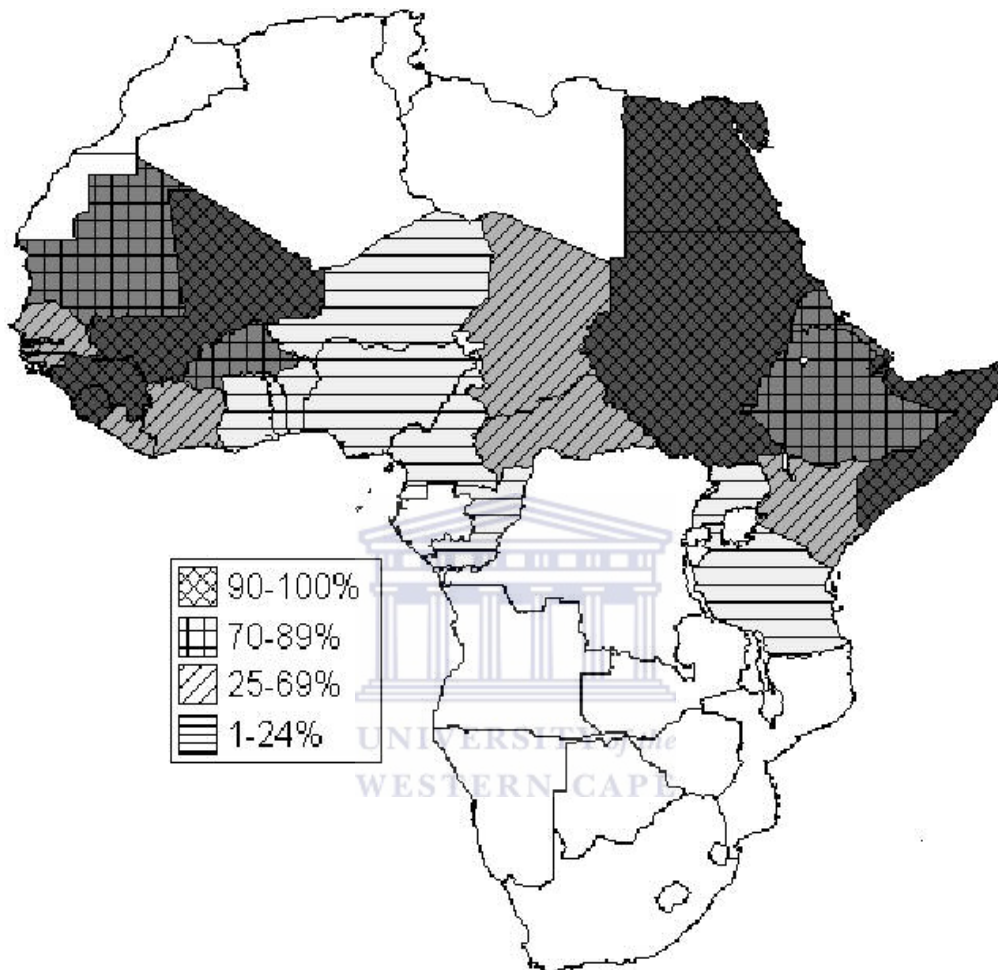 90-100%
70-89%
25-69%
1-24%
UNIVERSITY of the
WESTERN CAPE